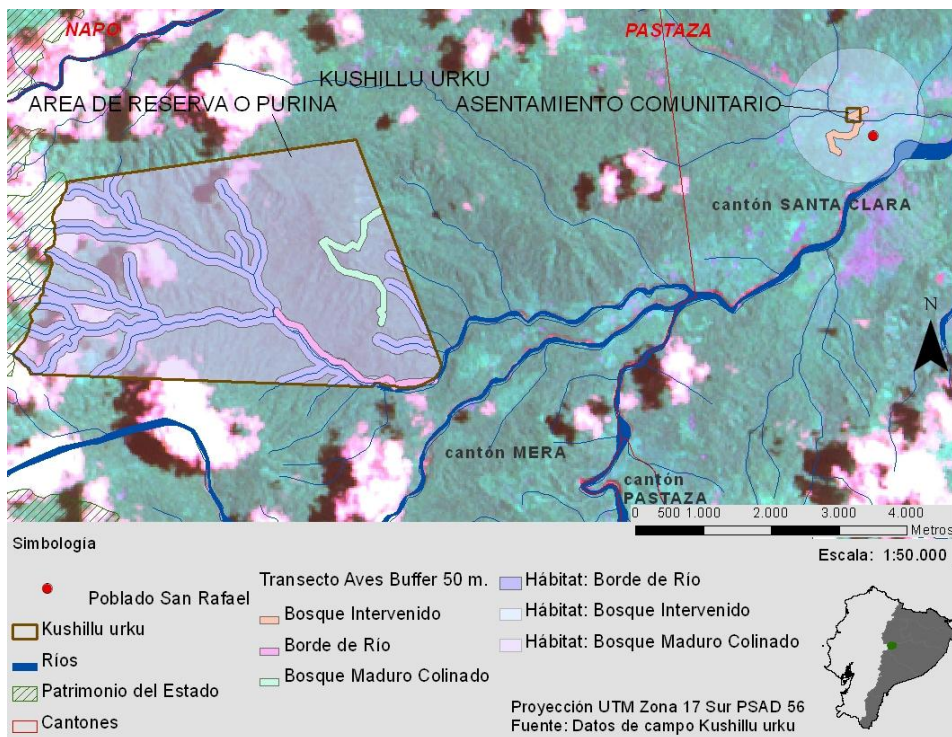 NAPO
PASTAZA
KUSHILLU URKU
AREA DE RESERVA O PURINA
ASENTAMIENTO COMUNITARIO
cantón SANTA CLARA
N
cantón MERA
cantón
PASTAZA
0 500 1.000 2.000 3.000 4.000
Metros
Escala: 1:50.000
Simbología
Poblado San Rafael
Kushillu urku
Ríos
Patrimonio del Estado
Cantones
Transecto Aves Buffer 50 m.
Bosque Intervenido
Borde de Río
Bosque Maduro Colinado
Hábitat: Borde de Río
Hábitat: Bosque Intervenido
Hábitat: Bosque Maduro Colinado
Proyección UTM Zona 17 Sur PSAD 56
Fuente: Datos de campo Kushillu urku